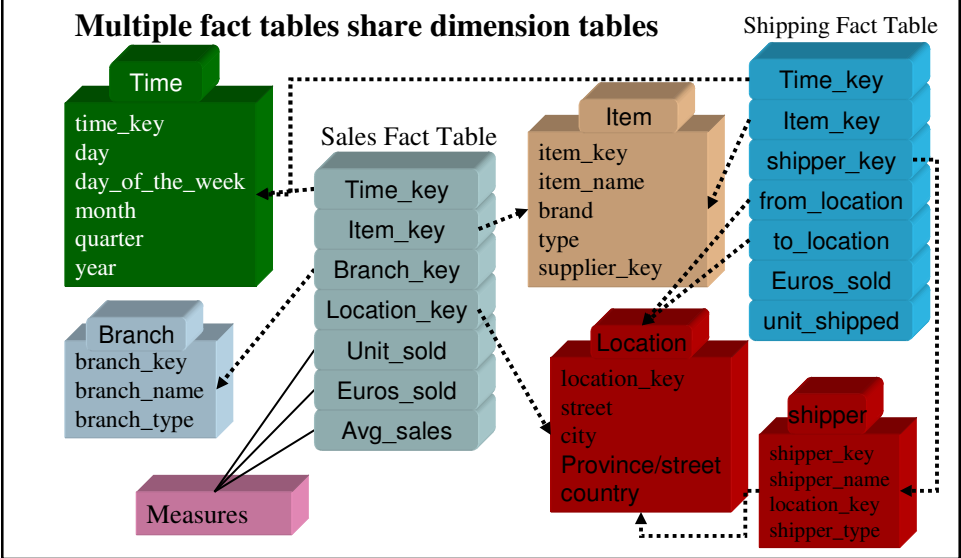 Multiple fact tables share dimension tables
Time
time_key
day
day_of_the_week
month
quarter
year
Branch
branch_key
branch_name
branch_type
Measures
Sales Fact Table
Time_key
Item_key
Branch_key
Location_key
Unit_sold
Euros_sold
Avg_sales
Item
item_key
item_name
brand
type
supplier_key
Location
location_key
street
city
Province/street
country
Shipping Fact Table
Time_key
Item_key
shipper_key
from_location
to_location
Euros_sold
unit_shipped
shipper
shipper_key
shipper_name
location_key
shipper_type